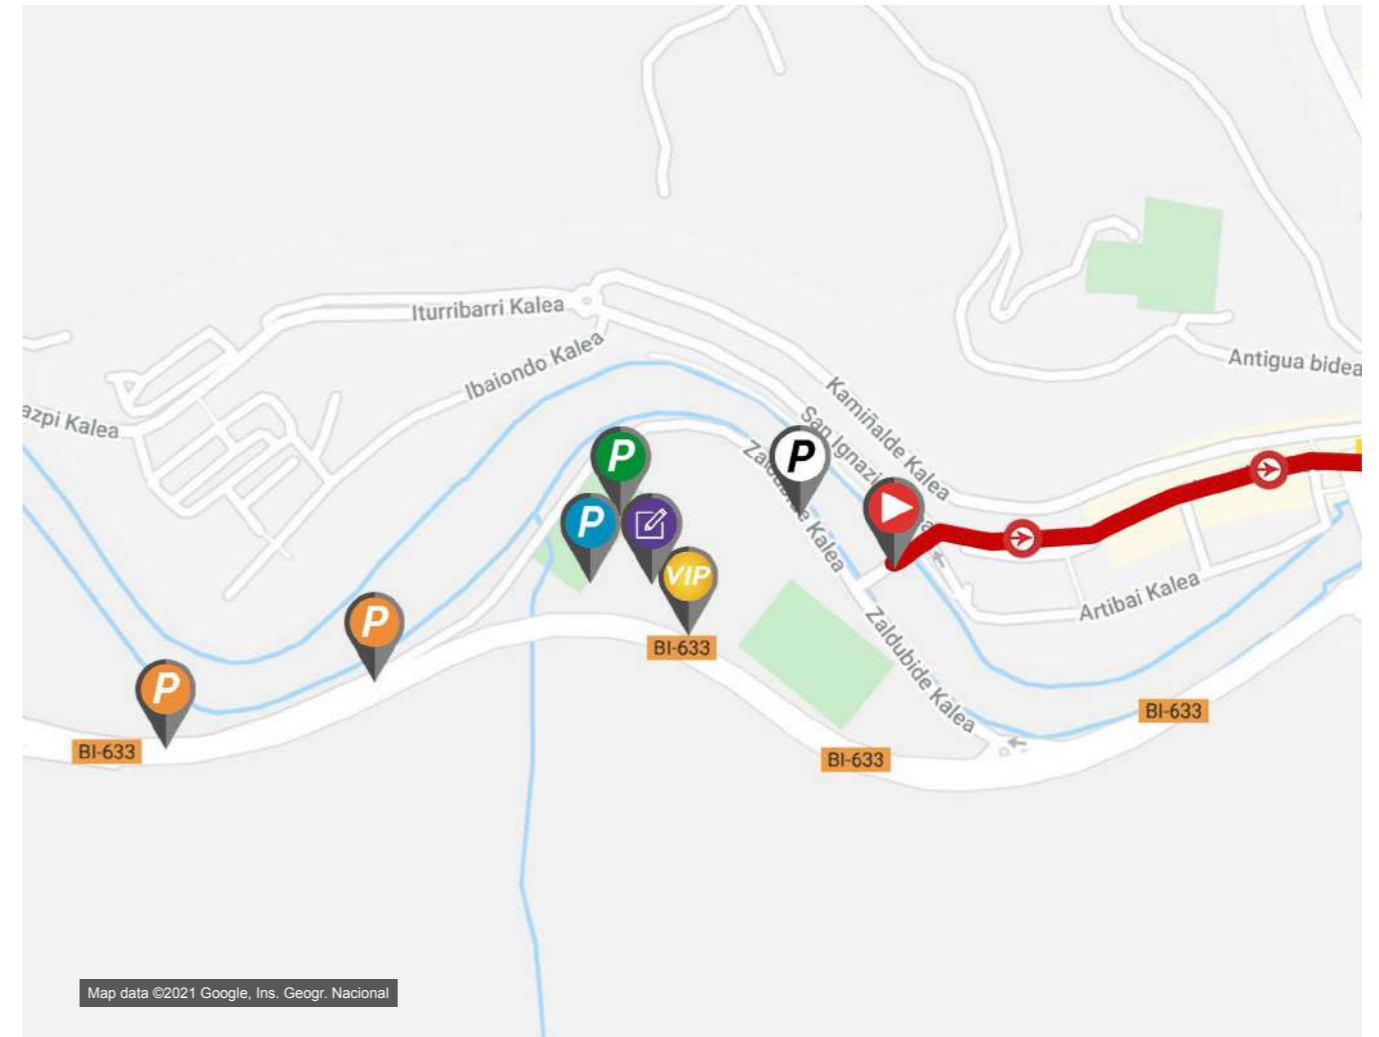 Iturribarri Kalea
Ibaiondo Kalea
azpi Kalea
Antigua bidea
Kamiñalde Kalea
San Ignazi
P
P
Zaldubide Kalea
P
VIP
P
P
Artibai Kalea
Zaldubide Kalea
BI-633
BI-633
BI-633
BI-633
Map data ©2021 Google, Ins. Geogr. Nacional